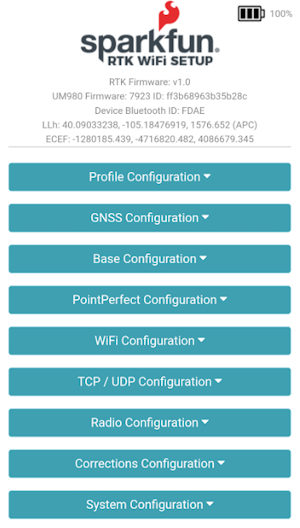 100%
sparkfun
RTK WiFi SETUP
RTK Firmware: v1.0
UM980 Firmware: 7923 ID: ff3b68963b35b28c
Device Bluetooth ID: FDAE
LLh: 40.09033238, -105.18476919, 1576.652 (APC)
ECEF: -1280185.439, -4716820.482, 4086679.345
Profile Configuration
GNSS Configuration
Base Configuration
PointPerfect Configuration
WiFi Configuration
TCP / UDP Configuration
Radio Configuration
Corrections Configuration
System Configuration